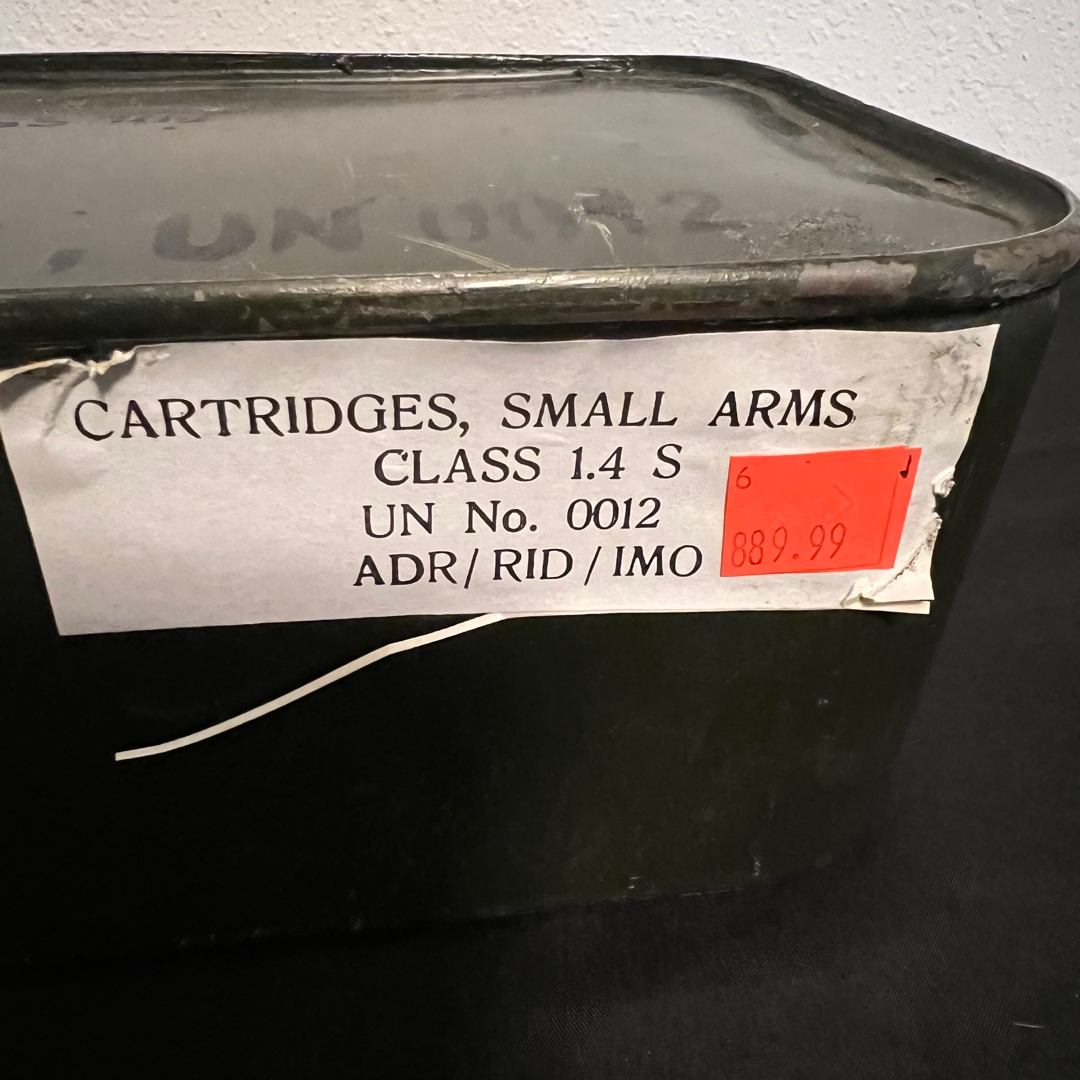 UN 0012
CARTRIDGES, SMALL ARMS
CLASS 1.4 S
UN No. 0012
ADR/RID/IMO
6
889.99